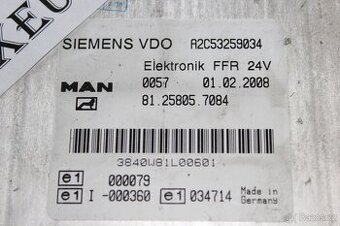 KEU
SIEMENS VDO A2C53259034
Elektronik FFR 24V
MAN 0057 01.02.2008
81.25805.7084
3840W81L00601
e1 000079
e1 I -000360 e1 034714 Made in
Germany